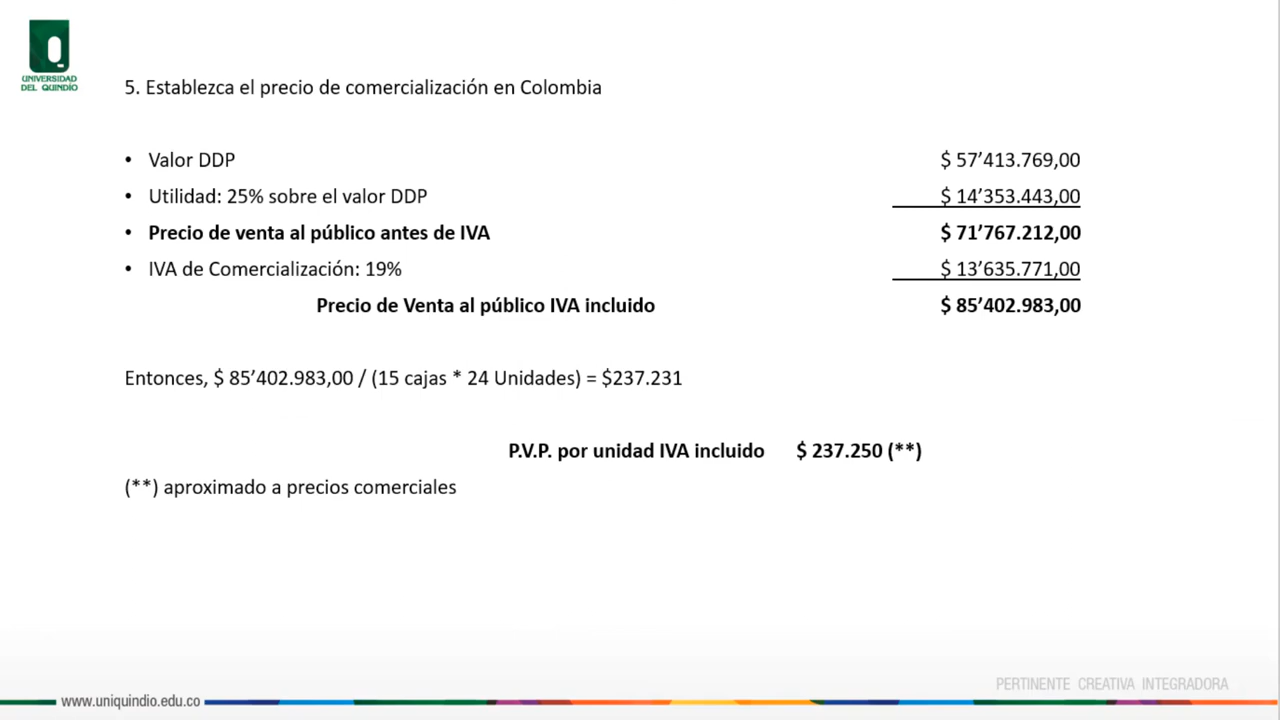 UNIVERSIDAD
DEL QUINDÍO
5. Establezca el precio de comercialización en Colombia
• Valor DDP $ 57’413.769,00
• Utilidad: 25% sobre el valor DDP $ 14’353.443,00
• Precio de venta al público antes de IVA $ 71’767.212,00
• IVA de Comercialización: 19% $ 13’635.771,00
Precio de Venta al público IVA incluido $ 85’402.983,00
Entonces, $ 85’402.983,00 / (15 cajas * 24 Unidades) = $237.231
P.V.P. por unidad IVA incluido $ 237.250 (**)
(**) aproximado a precios comerciales
PERTINENTE CREATIVA INTEGRADORA
www.uniquindio.edu.co